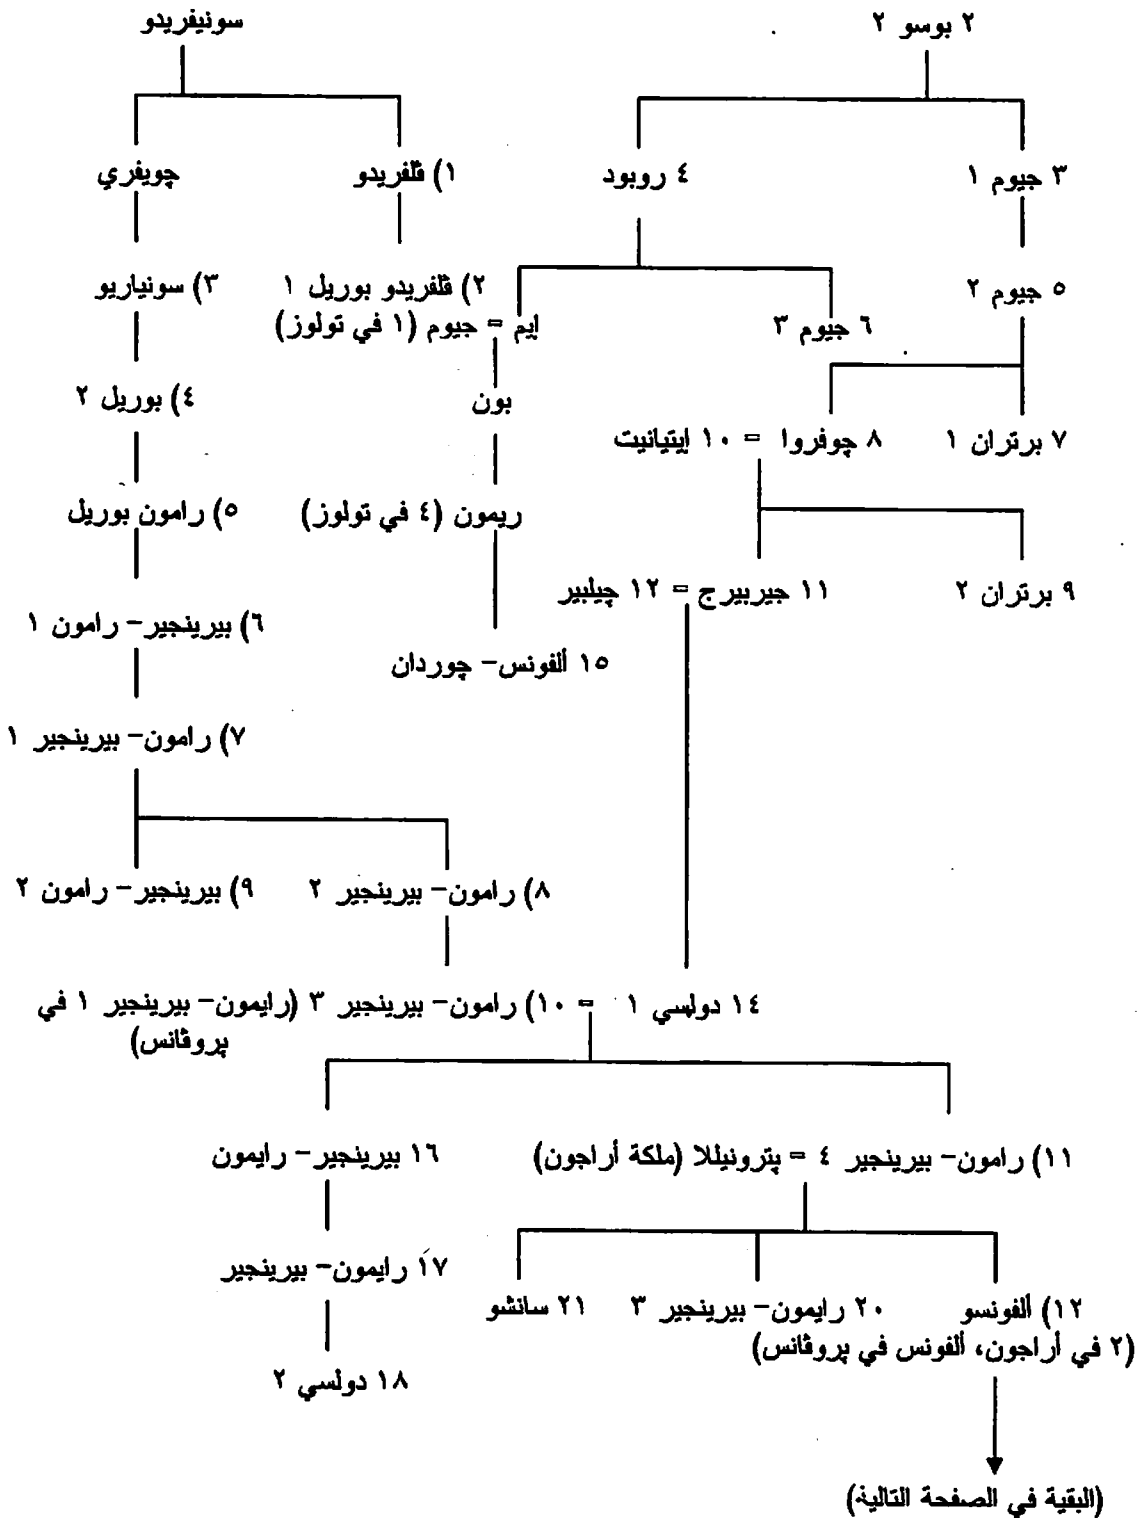 ٢ بوسو ٢
سونيفريدو
٣ جيوم ١
٤ روبود
١) ڤلفريدو
چويفري
٥ جيوم ٢
٢) ڤلفريدو بوريل ١
٣) سونياريو
٦ جيوم ٣
إيم = جيوم (١ في تولوز)
بون
٤) بوريل ٢
٧ برتران ١
٨ چوفروا = ١٠ إيتيانيت
ريمون (٤ في تولوز)
٥) رامون بوريل
٩ برتران ٢
١١ جيربيرج = ١٢ چيلبير
٦) بيرينجير– رامون ١
١٥ ألفونس– چوردان
٧) رامون– بيرينجير ١
٨) رامون– بيرينجير ٢
٩) بيرينجير– رامون ٢
١٤ دولسي ١ = ١٠) رامون– بيرينجير ٣ (رايمون– بيرينجير ١ في
پروڤانس)
١١) رامون– بيرينجير ٤ = پترونيللا (ملكة أراجون)
١٦ بيرينجير– رايمون
١٧ رايمون– بيرينجير
١٢) ألفونسو
(٢ في أراجون، ألفونس في پروڤانس)
٢٠ رايمون– بيرينجير ٣
٢١ سانشو
١٨ دولسي ٢
(البقية في الصفحة التالية)